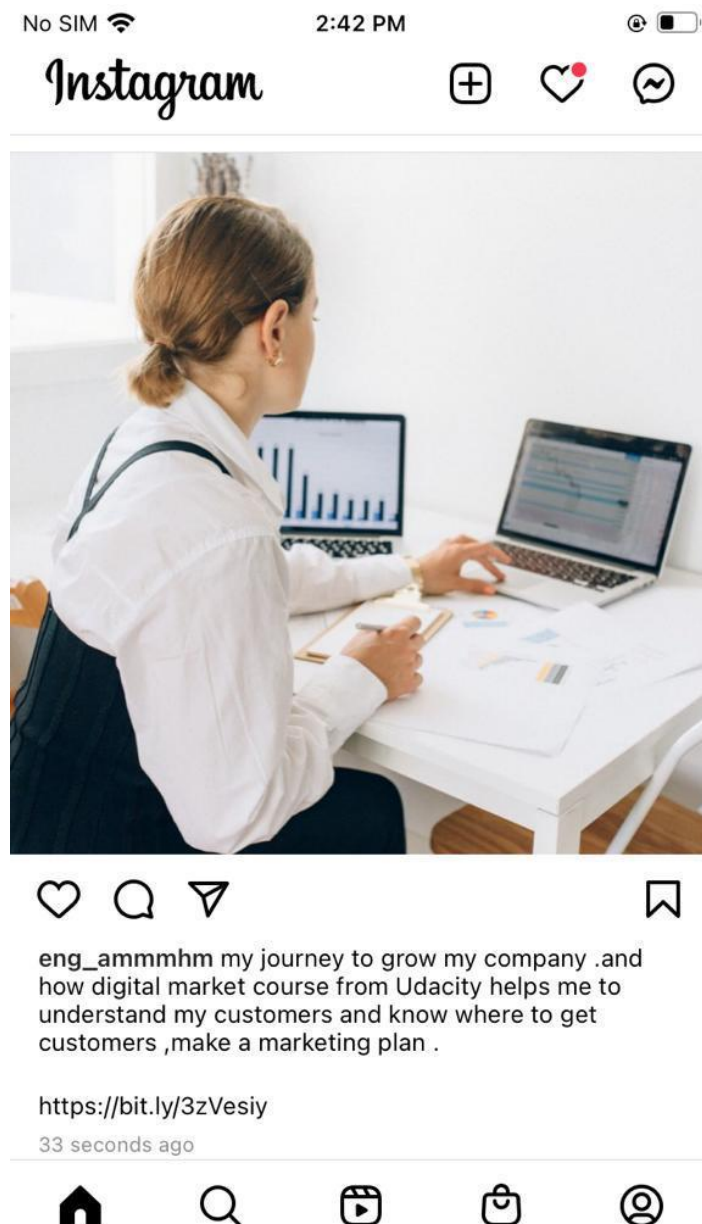 No SIM 2:42 PM
Instagram
eng_ammmhm my journey to grow my company .and
how digital market course from Udacity helps me to
understand my customers and know where to get
customers ,make a marketing plan .
https://bit.ly/3zVesiy
33 seconds ago